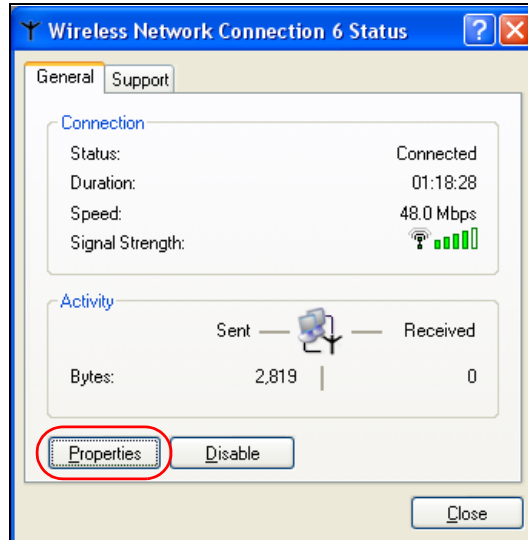 Wireless Network Connection 6 Status
General Support
Connection
Status: Connected
Duration: 01:18:28
Speed: 48.0 Mbps
Signal Strength:
Activity
Sent Received
Bytes: 2,819 0
Properties Disable
Close